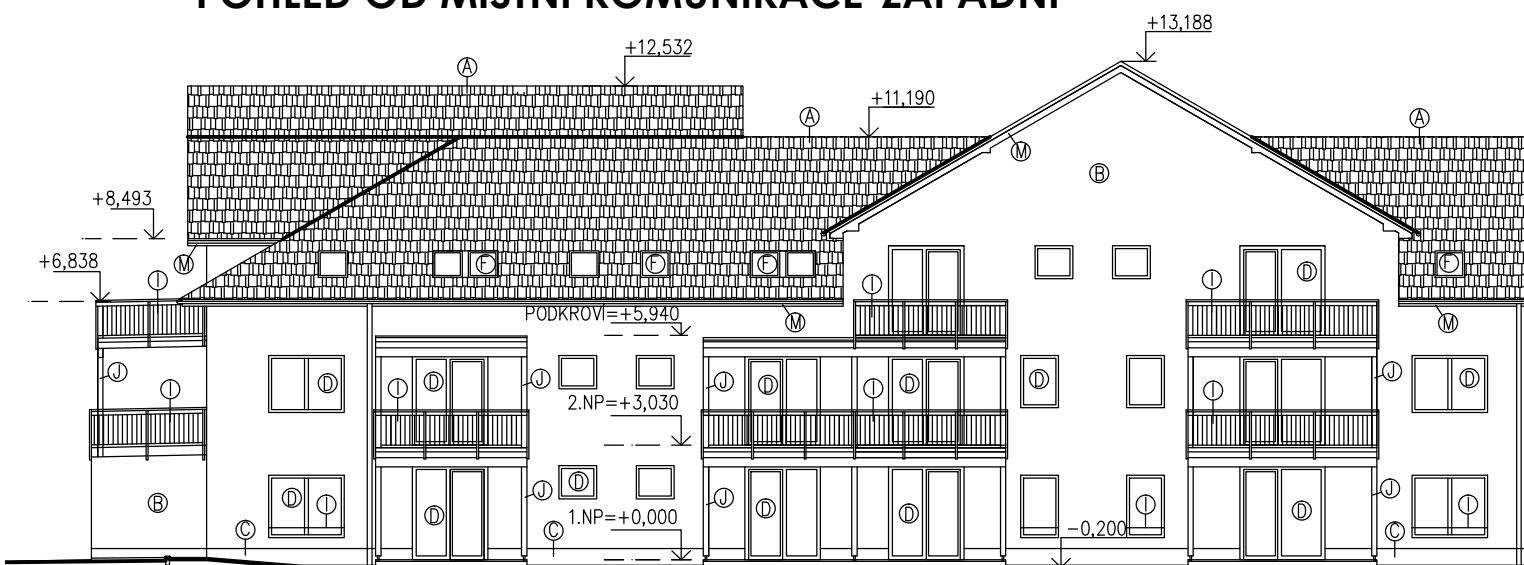 POHLED OD MÍSTNÍ KOMUNIKACE-ZÁPADNÍ
+13,188
+12,532
A
+11,190
A
A
M
B
+8,493
+6,838
M
F
F
F
D
F
I
I
I
I
PODKROVÍ=+5,940
M
M
J
D
I
D
J
J
D
I
D
D
I
J
D
I
2.NP=+3,030
B
D
I
D
J
D
J
D
D
I
D
J
I
1.NP=+0,000
C
C
-0,200
C